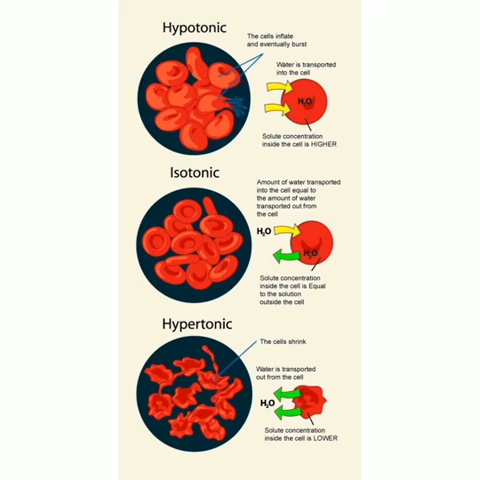 Hypotonic
The cells inflate
and eventually burst
Water is transported
into the cell
H₂O
Solute concentration
inside the cell is HIGHER
Isotonic
Amount of water transported
into the cell equal to
the amount of water
transported out from
the cell
H₂O
H₂O
Solute concentration
inside the cell is Equal
to the solution
outside the cell
Hypertonic
The cells shrink
Water is transported
out from the cell
H₂O
Solute concentration
inside the cell is LOWER